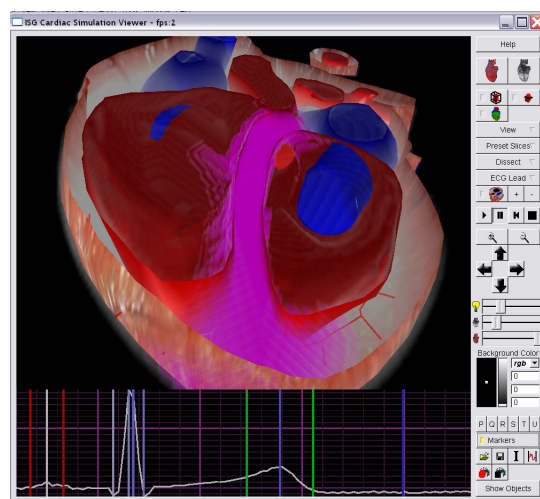 ISG Cardiac Simulation Viewer - fps:2
Help
View
Preset Slices
Dissect
ECG Lead
+ -
Background Color
rgb
0
0
0
P Q R S T U
Markers
Show Objects